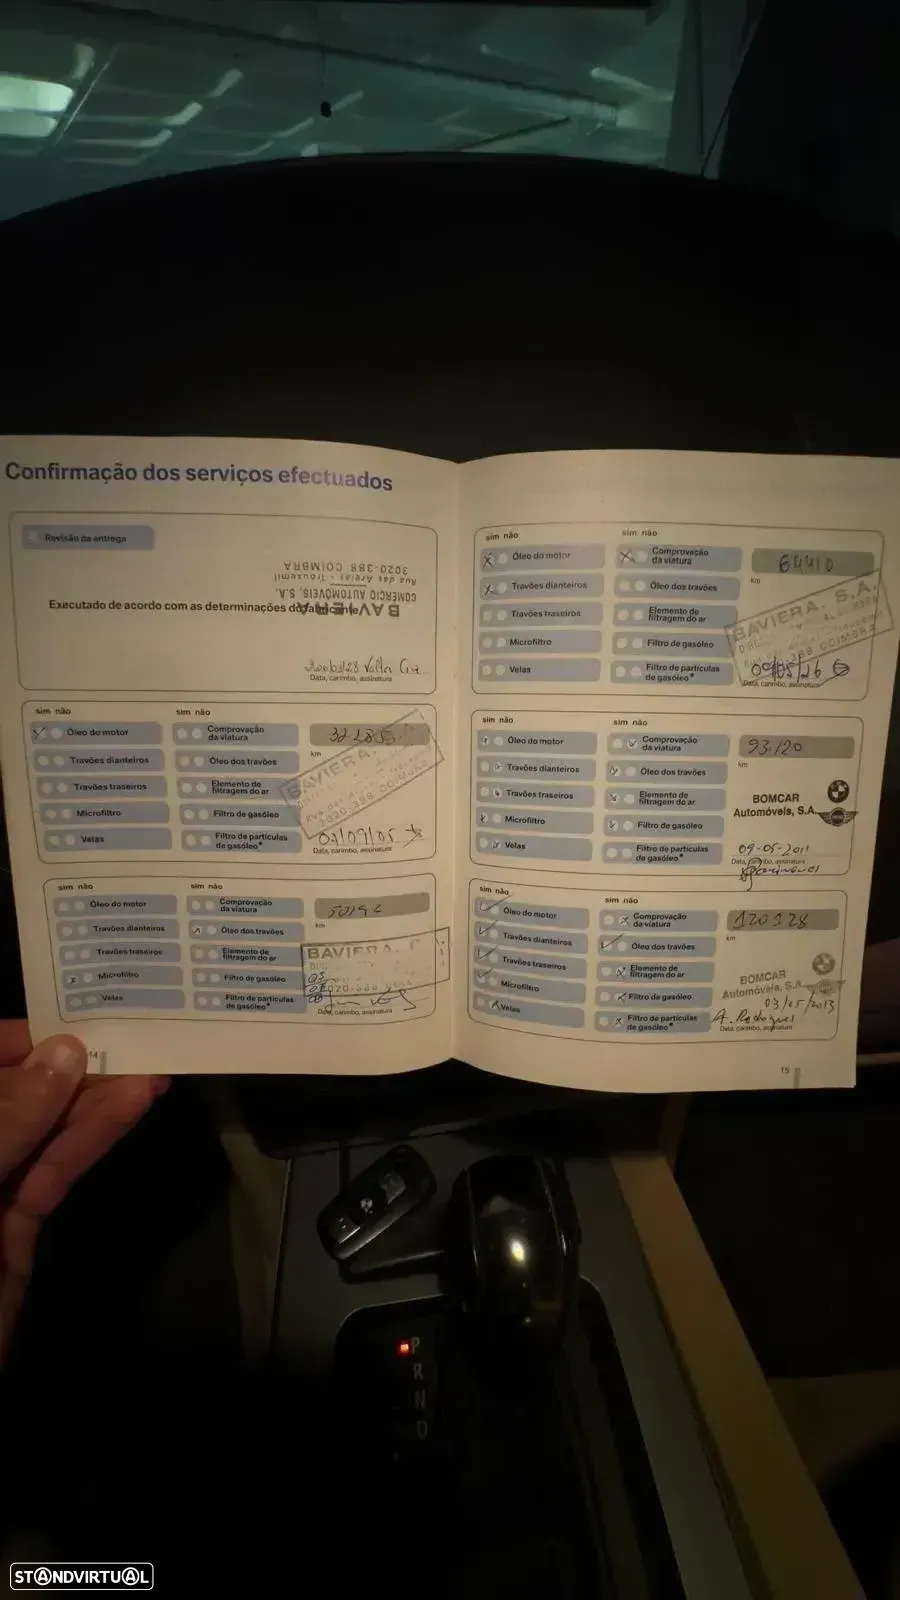 Confirmação dos serviços efectuados
Revisão de entrega
3020-388 COIMBRA
Rua das Areias - Trouxemil
COMÉRCIO AUTOMÓVEIS, S.A.
BAVIERA
Executado de acordo com as determinações do fabricante
Data, carimbo, assinatura
sim não
sim não
Óleo do motor
Comprovação da viatura
km
Travões dianteiros
Óleo dos travões
BAVIERA
Travões traseiros
Elemento de filtragem do ar
3020-388 COIMBRA
Microfiltro
Filtro de gasóleo
Velas
Filtro de partículas de gasóleo*
Data, carimbo, assinatura
sim não
sim não
Óleo do motor
Comprovação da viatura
km
Travões dianteiros
Óleo dos travões
BAVIERA
Travões traseiros
Elemento de filtragem do ar
Microfiltro
Filtro de gasóleo
Velas
Filtro de partículas de gasóleo*
Data, carimbo, assinatura
14
sim não
sim não
Óleo do motor
Comprovação da viatura
64410
km
Travões dianteiros
Óleo dos travões
BAVIERA, S.A.
Travões traseiros
Elemento de filtragem do ar
Microfiltro
Filtro de gasóleo
Velas
Filtro de partículas de gasóleo*
Data, carimbo, assinatura
sim não
sim não
Óleo do motor
Comprovação da viatura
93.120
km
Travões dianteiros
Óleo dos travões
Travões traseiros
Elemento de filtragem do ar
BOMCAR
Automóveis, S.A.
Microfiltro
Filtro de gasóleo
Velas
Filtro de partículas de gasóleo*
09-05-2011
Data, carimbo, assinatura
sim não
sim não
Óleo do motor
Comprovação da viatura
120128
km
Travões dianteiros
Óleo dos travões
Travões traseiros
Elemento de filtragem do ar
BOMCAR
Automóveis, S.A.
Microfiltro
Filtro de gasóleo
03/05/2013
Velas
Filtro de partículas de gasóleo*
A. Rodrigues
Data, carimbo, assinatura
15
P
R
N
D
STANDVIRTUAL